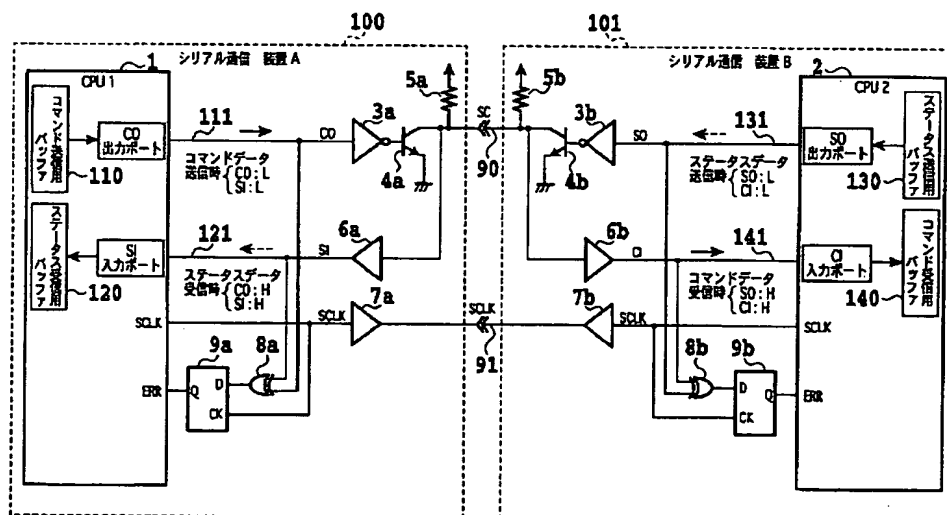 100
101
シリアル通信 装置A
シリアル通信 装置B
1
CPU1
コマンド送信用
バッファ
110
CO
出力ポート
111
CO
3a
4a
5a
コマンドデータ
送信時
CO:L
SI:L
ステータス受信用
バッファ
120
SI
入力ポート
121
SI
6a
ステータスデータ
受信時
CO:H
SI:H
7a
SCLK
ERR
9a
8a
Q
D
CK
SC
90
SCLK
91
5b
3b
4b
SO
131
ステータスデータ
送信時
SO:L
CI:L
6b
CI
141
コマンドデータ
受信時
SO:H
CI:H
7b
SCLK
8b
9b
D
Q
CK
2
CPU2
SO
出力ポート
ステータス送信用
バッファ
130
CI
入力ポート
コマンド受信用
バッファ
140
SCLK
ERR